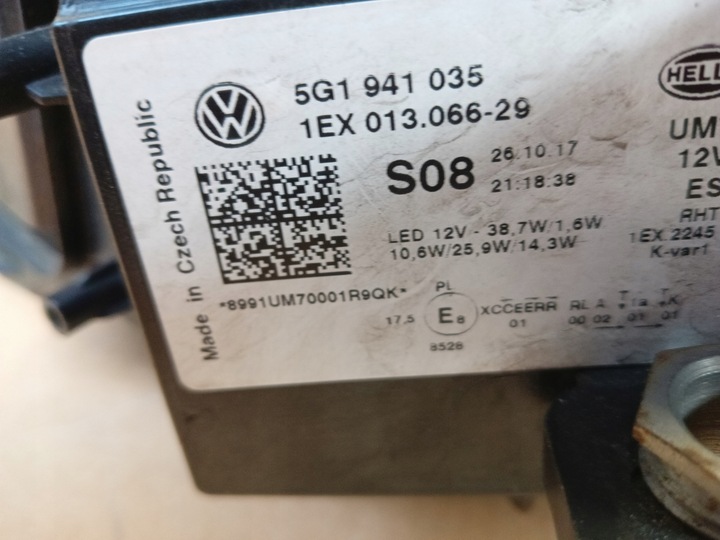 Made in Czech Republic
5G1 941 035
1EX 013.066-29
S08
26.10.17
21:18:38
LED 12V - 38,7W/1,6W
10,6W/25,9W/14,3W
*8991UM70001R9QK*
PL
17.5
E8
8528
XCCEERR
01
RL A
00 02 01 01
HELL
UM
12V
ES
RHT
1EX 2245
K-var1